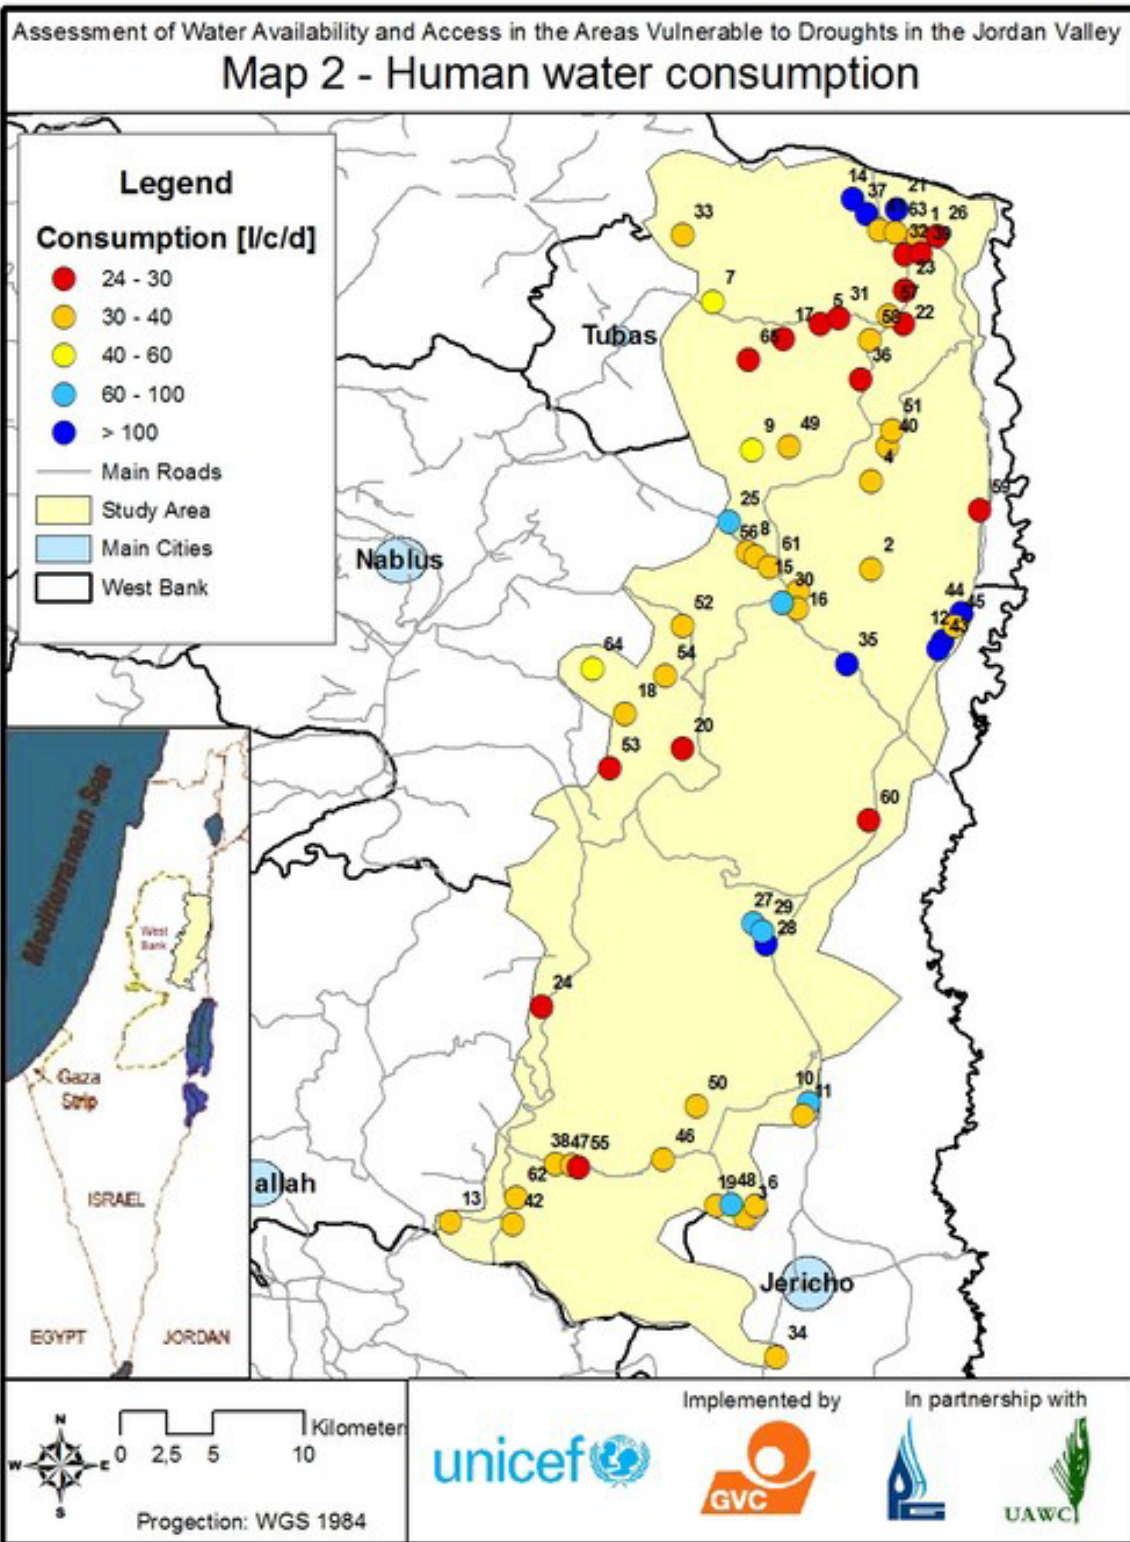 Assessment of Water Availability and Access in the Areas Vulnerable to Droughts in the Jordan Valley
Map 2 - Human water consumption
Legend
Consumption [l/c/d]
24 - 30
30 - 40
40 - 60
60 - 100
> 100
Main Roads
Study Area
Main Cities
West Bank
14
37
21
63
1
26
33
32
39
23
7
57
31
5
17
58
22
Tubas
65
36
51
40
9
49
4
59
25
56
8
61
15
2
Nablus
30
16
44
45
12
43
52
35
64
54
18
20
53
60
27
29
28
24
50
10
11
38
47
55
46
62
42
13
19
48
6
3
allah
Jericho
34
Mediterranean Sea
West
Bank
Gaza
Strip
ISRAEL
EGYPT
JORDAN
N
W
E
S
0
2,5
5
10
Kilometer
Progection: WGS 1984
unicef
Implemented by
GVC
In partnership with
UAWC